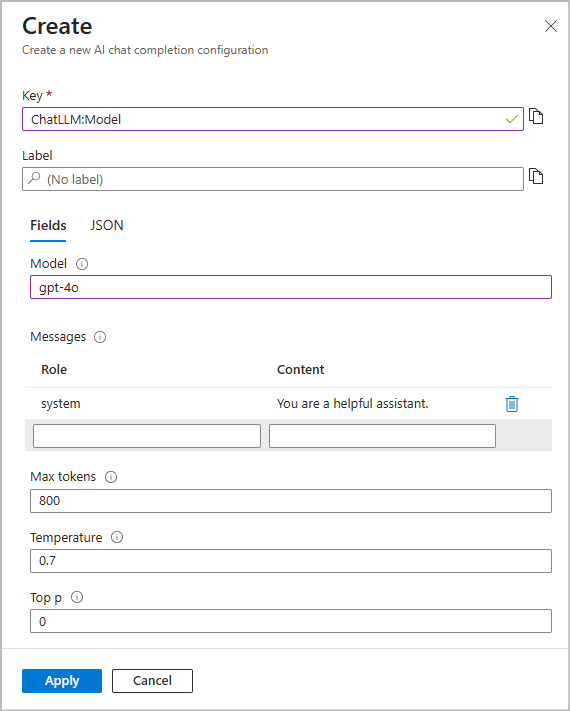 Create
Create a new AI chat completion configuration
Key *
ChatLLM:Model
Label
(No label)
Fields JSON
Model
gpt-4o
Messages
Role Content
system You are a helpful assistant.
Max tokens
800
Temperature
0.7
Top p
0
Apply Cancel